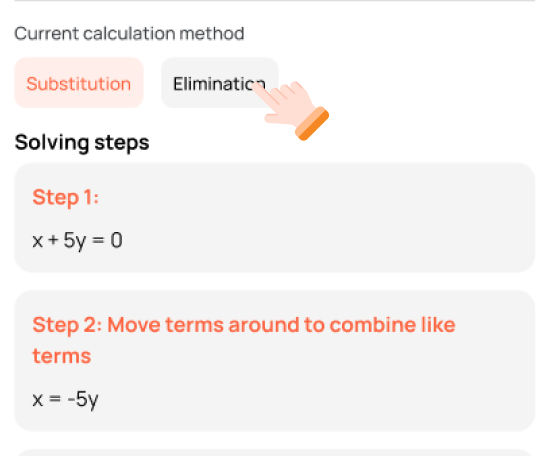 Current calculation method
Substitution
Elimination
Solving steps
Step 1:
x + 5y = 0
Step 2: Move terms around to combine like
terms
x = -5y